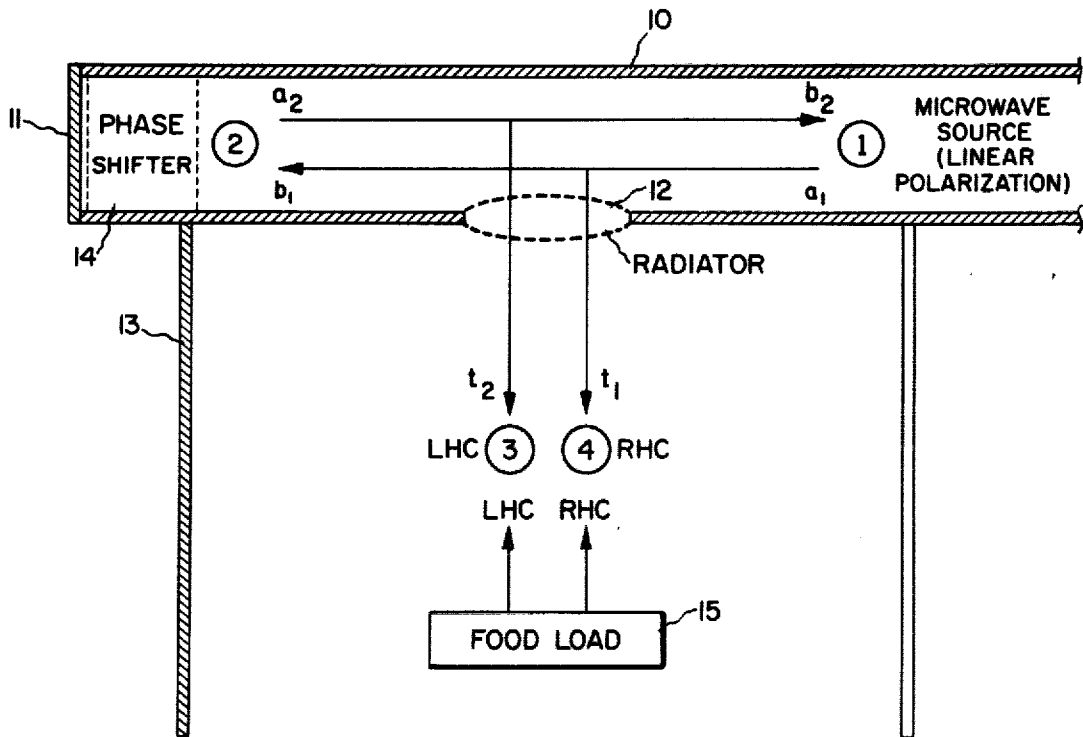 10
11
PHASE
SHIFTER
2
a2
b2
1
MICROWAVE
SOURCE
(LINEAR
POLARIZATION)
b1
12
a1
14
RADIATOR
13
t2
t1
LHC 3 4 RHC
LHC RHC
15
FOOD LOAD